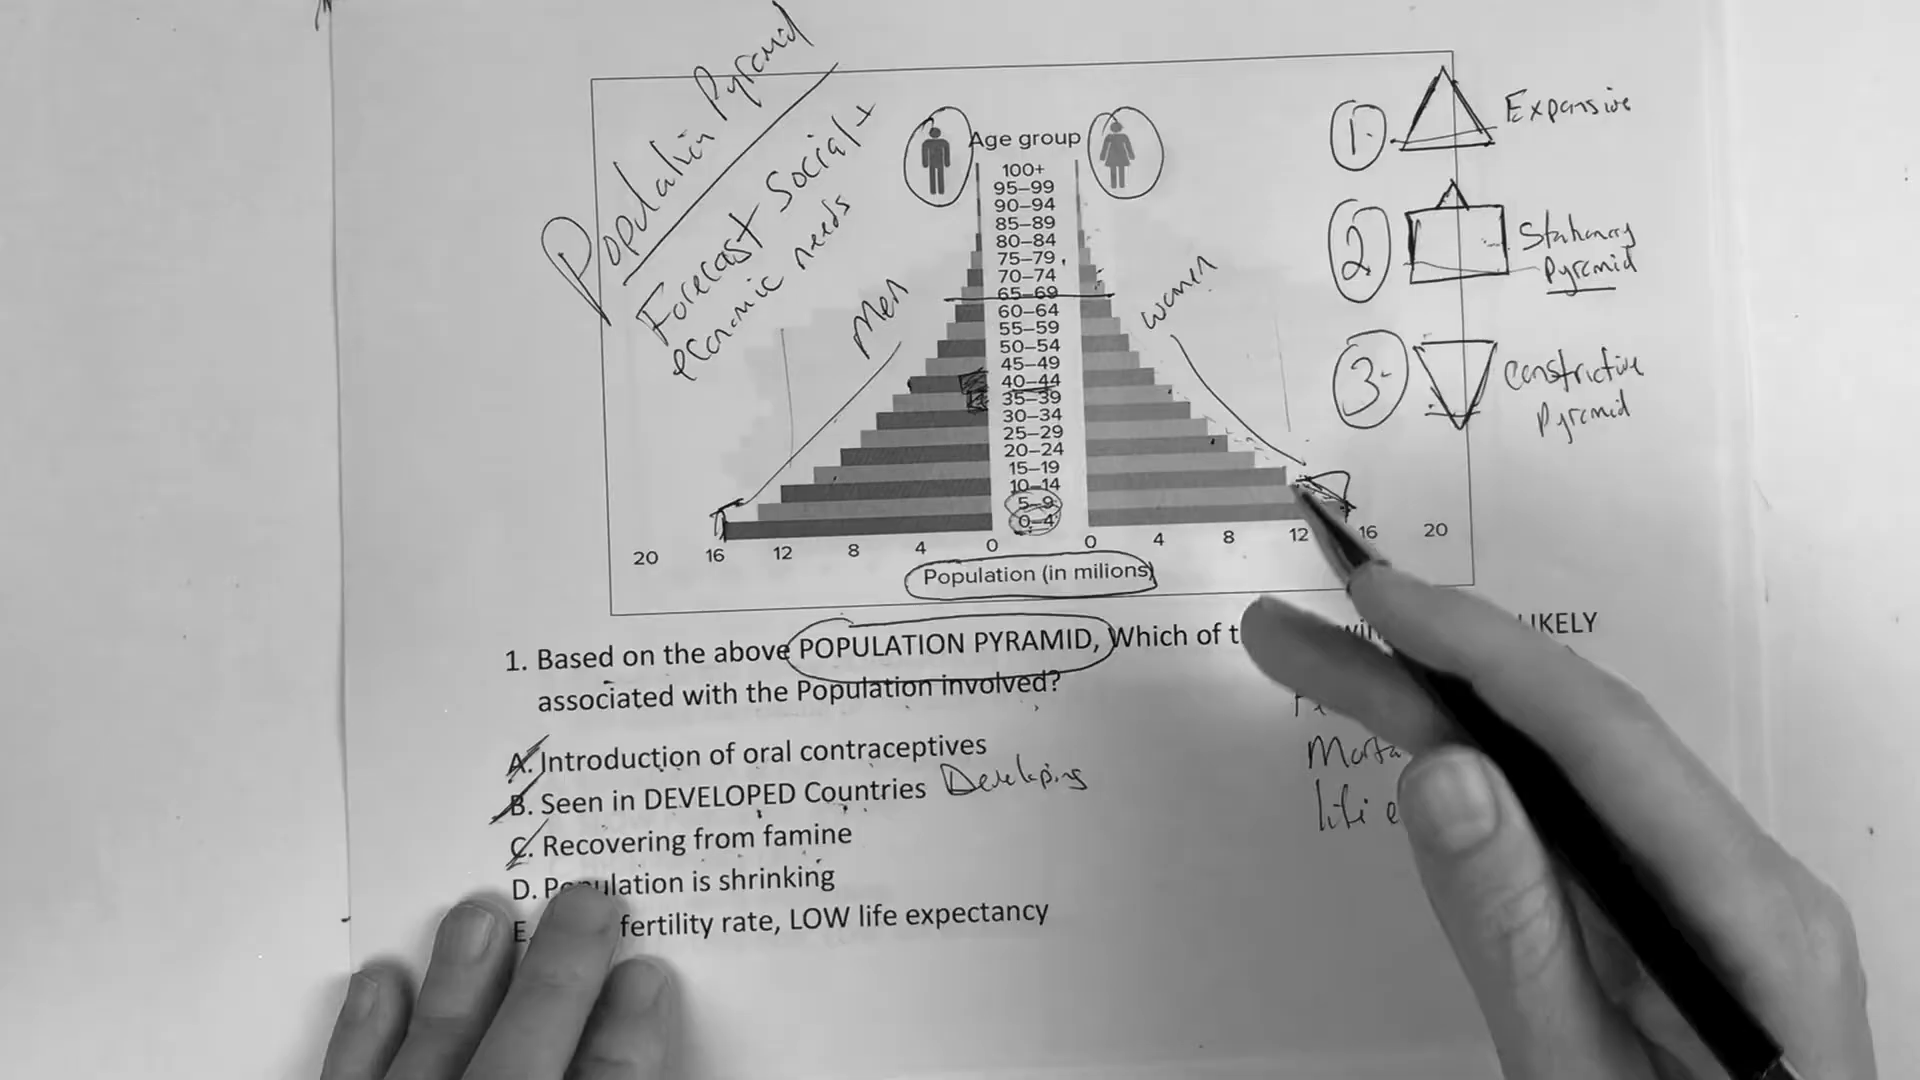 Population Pyramid
Forecast Social +
economic needs
Men
women
Age group
100+
95–99
90–94
85–89
80–84
75–79
70–74
65–69
60–64
55–59
50–54
45–49
40–44
35–39
30–34
25–29
20–24
15–19
10–14
5–9
0–4
20 16 12 8 4 0 0 4 8 12 16 20
Population (in milions)
1. Expansive
2 Stationary
Pyramid
3- Constrictive
Pyramid
1. Based on the above POPULATION PYRAMID, Which of LIKELY
associated with the Population involved?
A. Introduction of oral contraceptives
B. Seen in DEVELOPED Countries Developing
C. Recovering from famine
D. Population is shrinking
E. fertility rate, LOW life expectancy